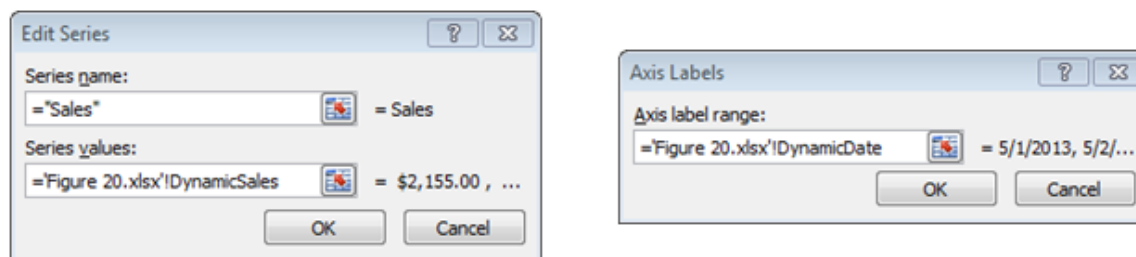 Edit Series
Series name:
="Sales" = Sales
Series values:
='Figure 20.xlsx'!DynamicSales = $2,155.00 , ...
OK Cancel
Axis Labels
Axis label range:
='Figure 20.xlsx'!DynamicDate = 5/1/2013, 5/2/...
OK Cancel